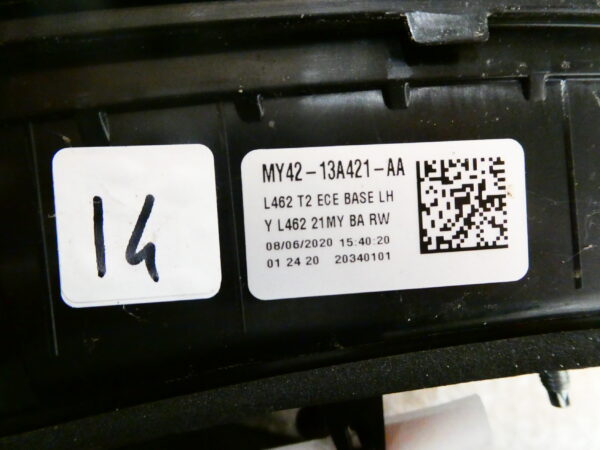 14
MY42-13A421-AA
L462 T2 ECE BASE LH
Y L462 21MY BA RW
08/06/2020 15:40:20
01 24 20 20340101